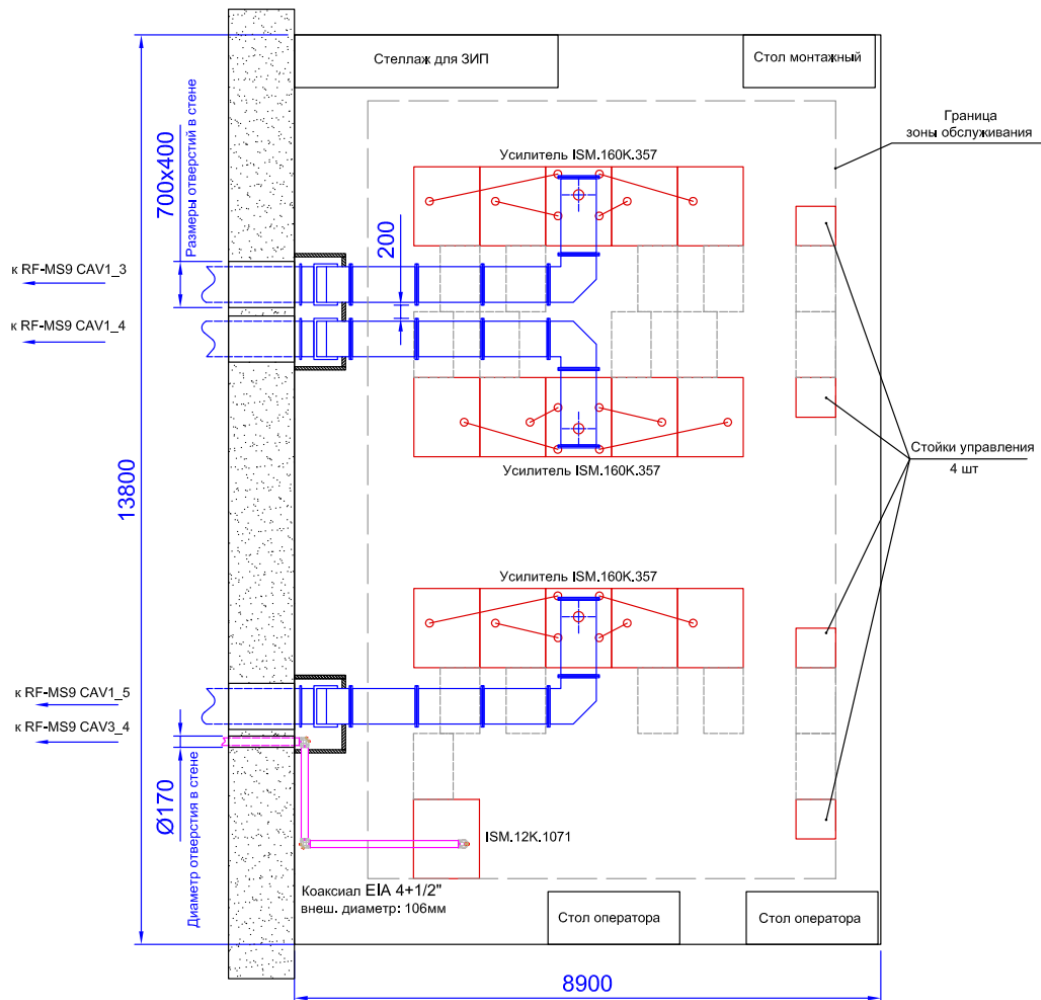 Стеллаж для ЗИП
Стол монтажный
Граница
зоны обслуживания
Усилитель ISM.160K.357
700x400
Размеры отверстий в стене
200
к RF-MS9 CAV1_3
к RF-MS9 CAV1_4
13800
Стойки управления
4 шт
Усилитель ISM.160K.357
Усилитель ISM.160K.357
к RF-MS9 CAV1_5
к RF-MS9 CAV3_4
Ø170
Диаметр отверстия в стене
ISM.12K.1071
Коаксиал EIA 4+1/2"
внеш. диаметр: 106мм
Стол оператора
Стол оператора
8900